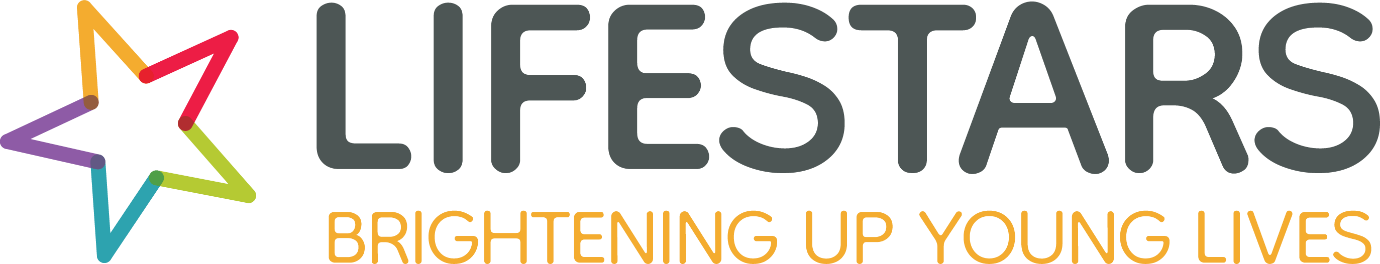 LIFESTARS
BRIGHTENING UP YOUNG LIVES